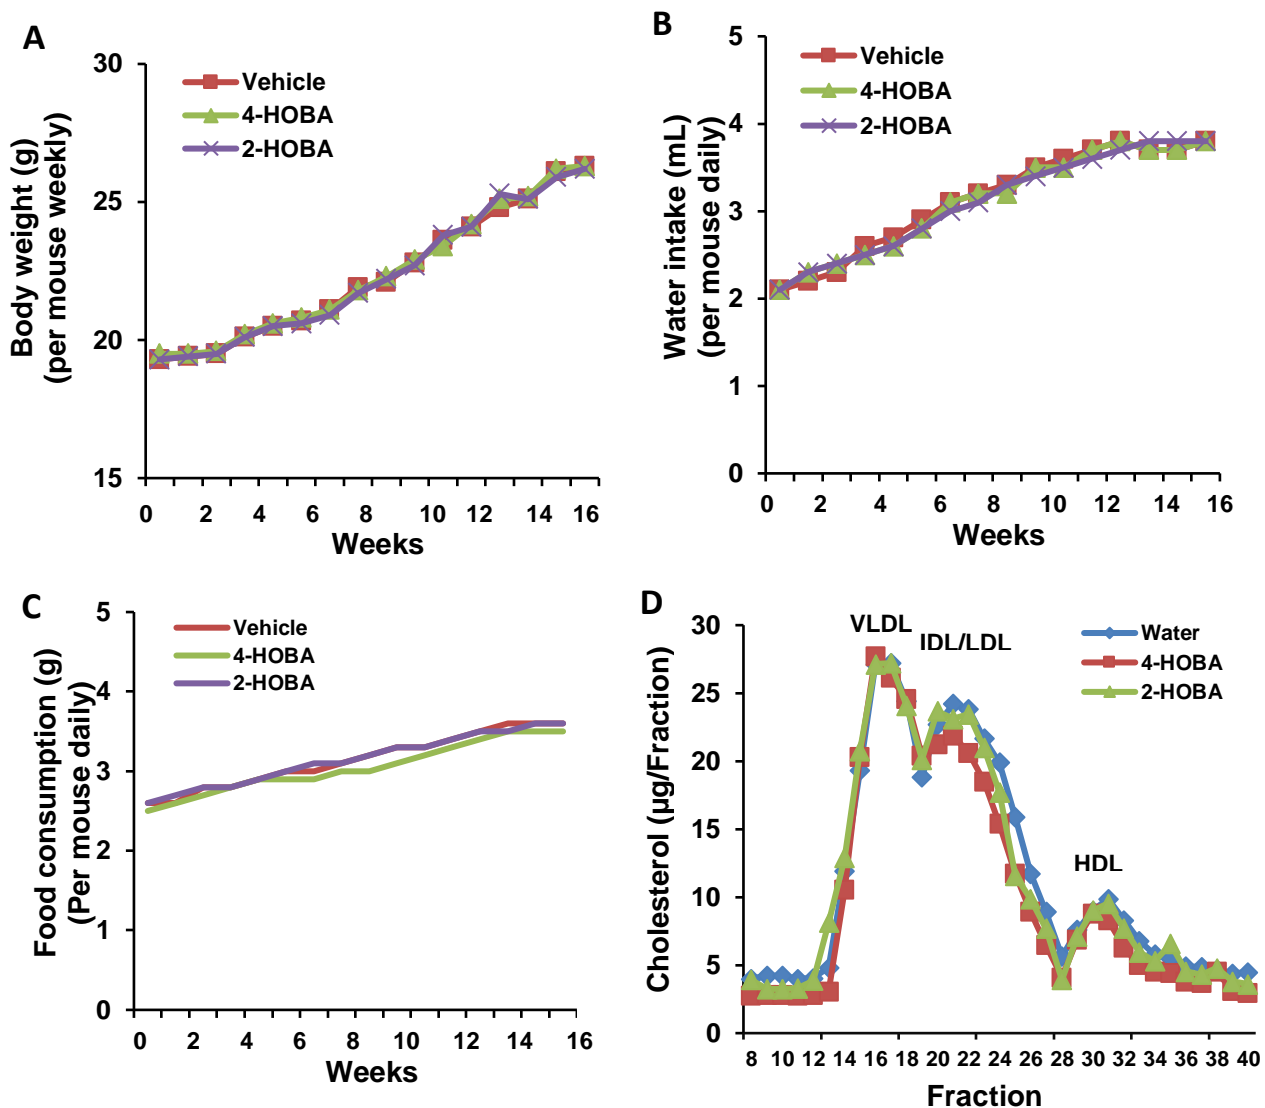 A
30
25
20
15
Body weight (g)
(per mouse weekly)
Vehicle
4-HOBA
2-HOBA
0 2 4 6 8 10 12 14 16
Weeks
B
5
4
3
2
1
0
Water intake (mL)
(per mouse daily)
Vehicle
4-HOBA
2-HOBA
0 2 4 6 8 10 12 14 16
Weeks
C
5
4
3
2
1
0
Food consumption (g)
(Per mouse daily)
Vehicle
4-HOBA
2-HOBA
0 2 4 6 8 10 12 14 16
Weeks
D
30
25
20
15
10
5
0
Cholesterol (µg/Fraction)
VLDL
IDL/LDL
HDL
Water
4-HOBA
2-HOBA
8 10 12 14 16 18 20 22 24 26 28 30 32 34 36 38 40
Fraction